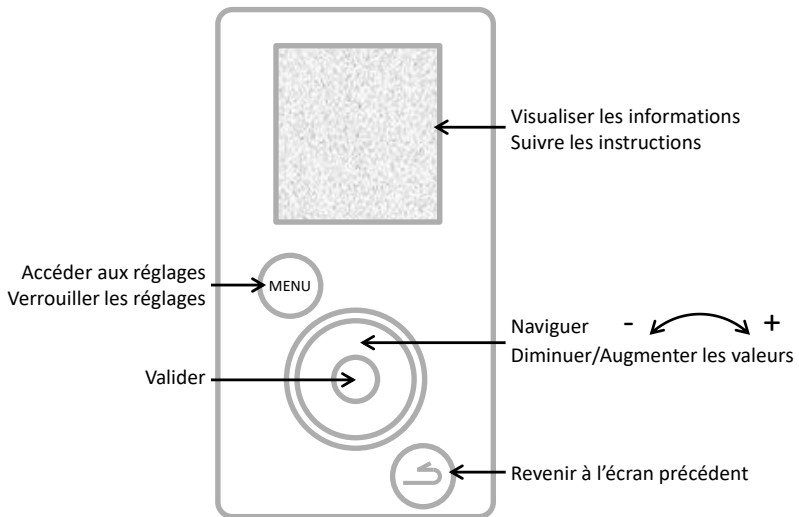 Visualiser les informations
Suivre les instructions
Accéder aux réglages
Verrouiller les réglages
MENU
Naviguer - +
Diminuer/Augmenter les valeurs
Valider
Revenir à l’écran précédent